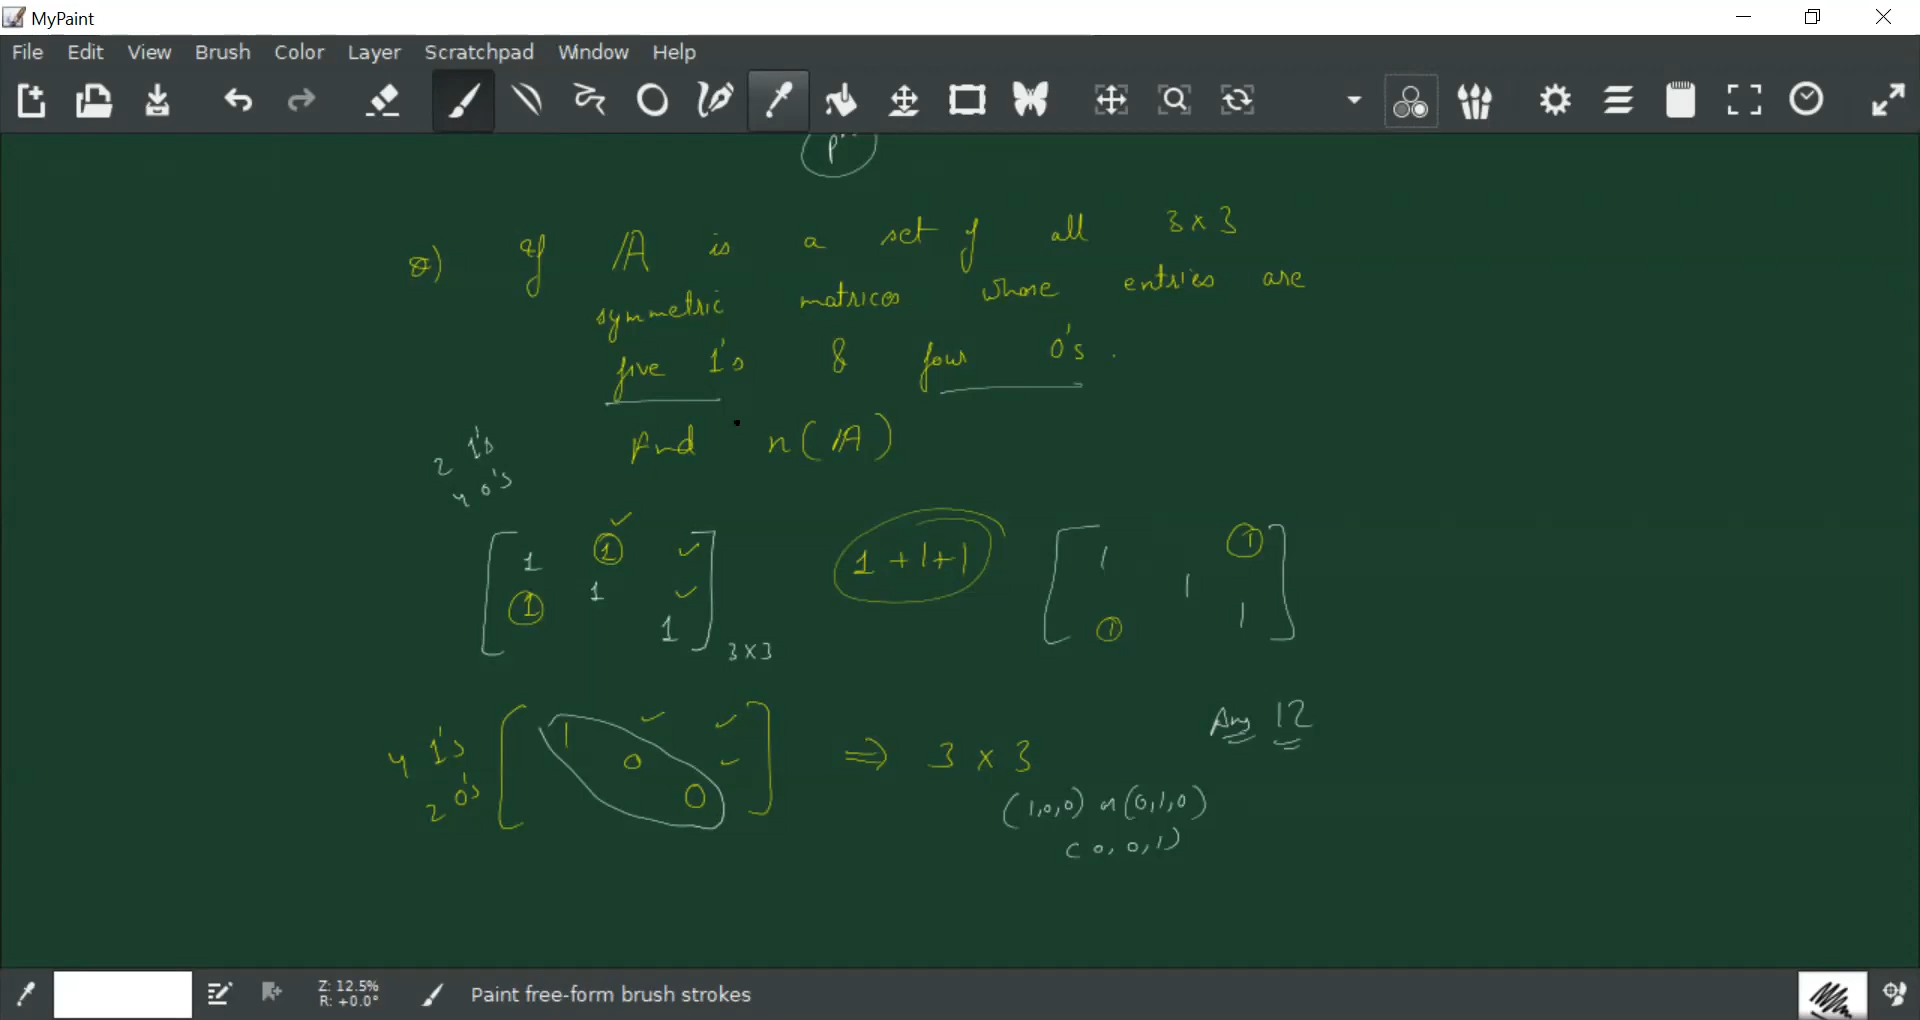 MyPaint
File Edit View Brush Color Layer Scratchpad Window Help
Q) If A is a set of all 3×3
symmetric matrices whose entries are
five 1's & four 0's.
find n(A)
2 1's
4 0's
1 1 ✓
1 1 ✓
1
3×3
1+1+1
1 1
1
1 1
4 1's
2 0's
1 ✓ ✓
0 ✓
0
⇒ 3 × 3
Ans 12
(1,0,0) or (0,1,0)
(0,0,1)
Z: 12.5%
R: +0.0°
Paint free-form brush strokes